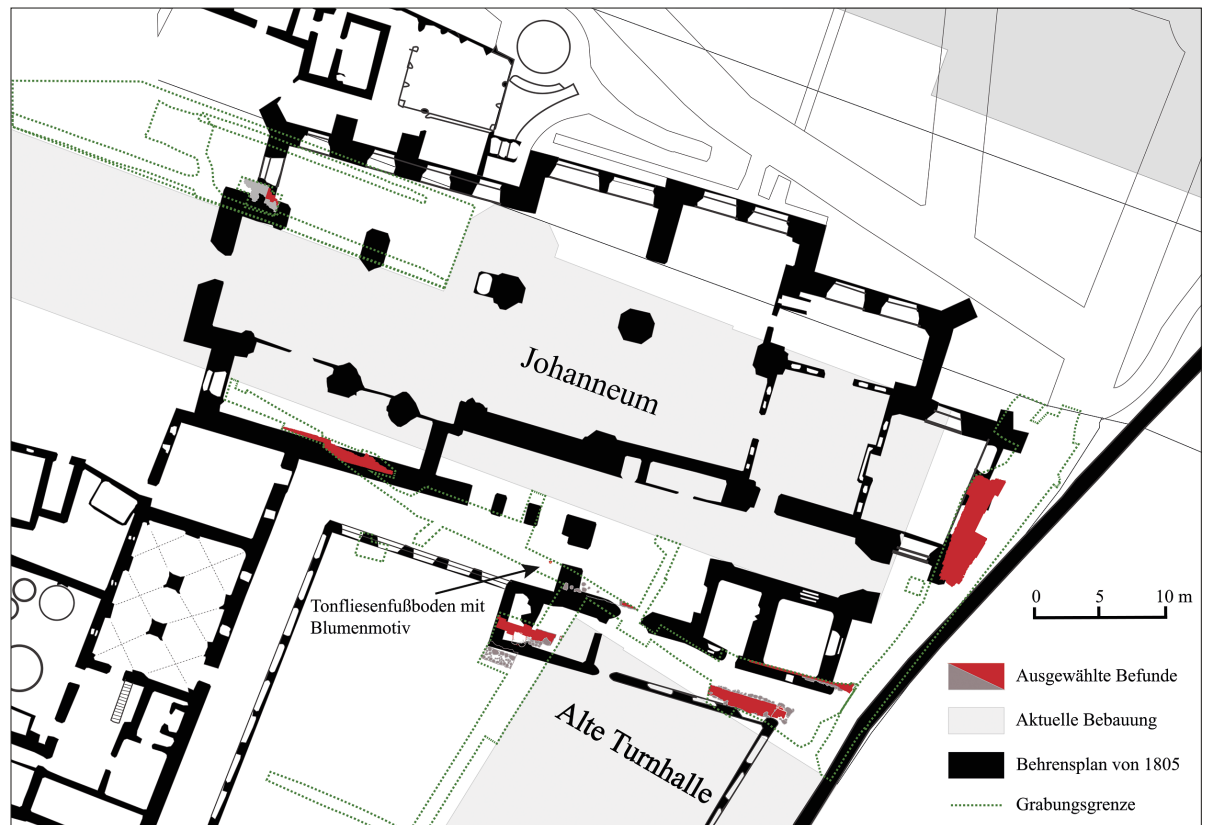 Johanneum
Tonfliesenfußboden mit
Blumenmotiv
Alte Turnhalle
0 5 10 m
Ausgewählte Befunde
Aktuelle Bebauung
Behrensplan von 1805
Grabungsgrenze